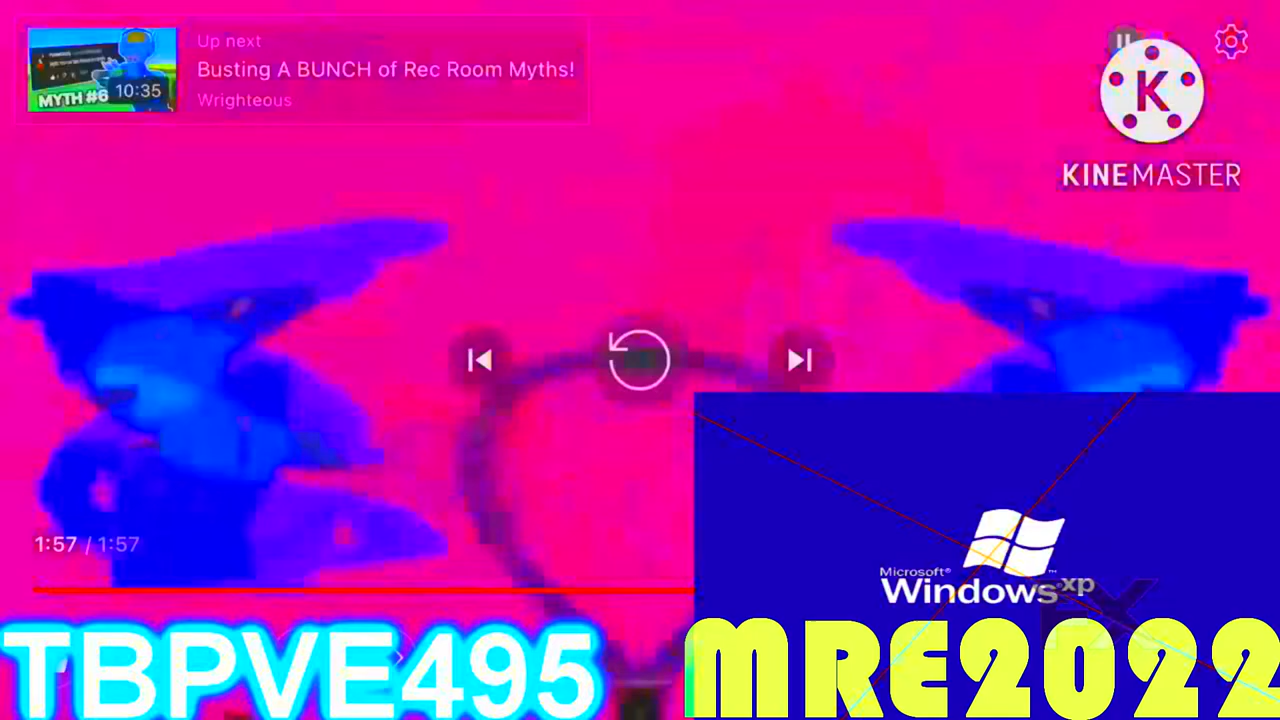 Up next
Busting A BUNCH of Rec Room Myths!
Wrighteous
MYTH #6
10:35
K
KINEMASTER
1:57 / 1:57
Microsoft®
Windows xp
TBPVE495
MRE2022